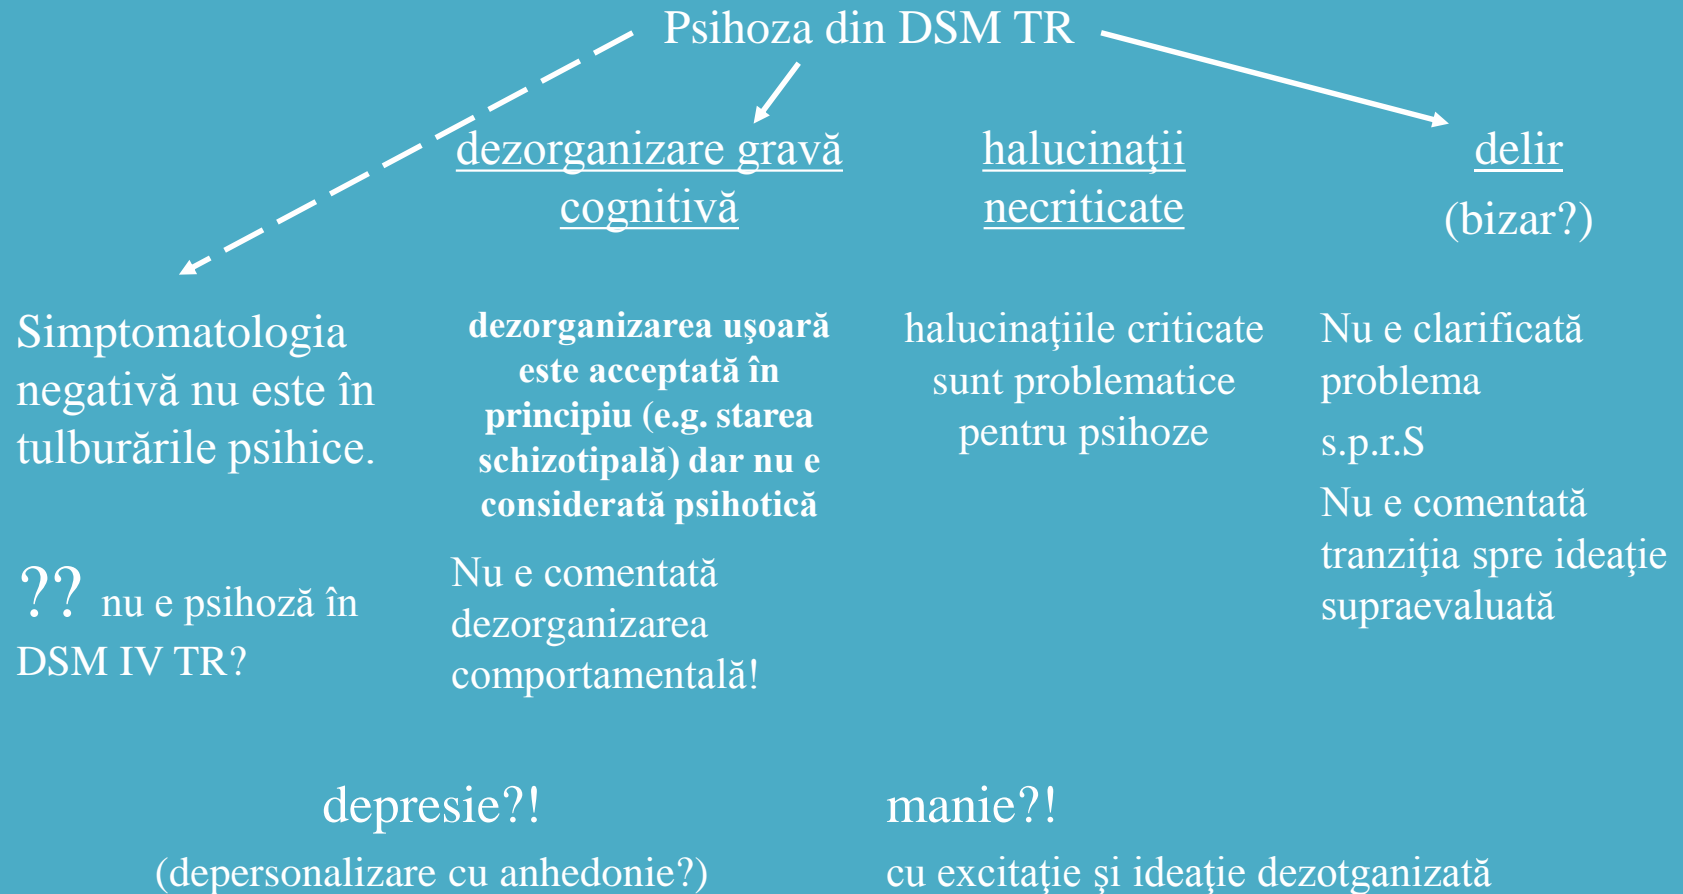 Psihoza din DSM TR
dezorganizare gravă
cognitivă
halucinaţii
necriticate
delir
(bizar?)
Simptomatologia
negativă nu este în
tulburările psihice.
?? nu e psihoză în
DSM IV TR?
dezorganizarea uşoară
este acceptată în
principiu (e.g. starea
schizotipală) dar nu e
considerată psihotică
Nu e comentată
dezorganizarea
comportamentală!
halucinaţiile criticate
sunt problematice
pentru psihoze
Nu e clarificată
problema
s.p.r.S
Nu e comentată
tranziţia spre ideaţie
supraevaluată
depresie?!
(depersonalizare cu anhedonie?)
manie?!
cu excitaţie şi ideaţie dezotganizată